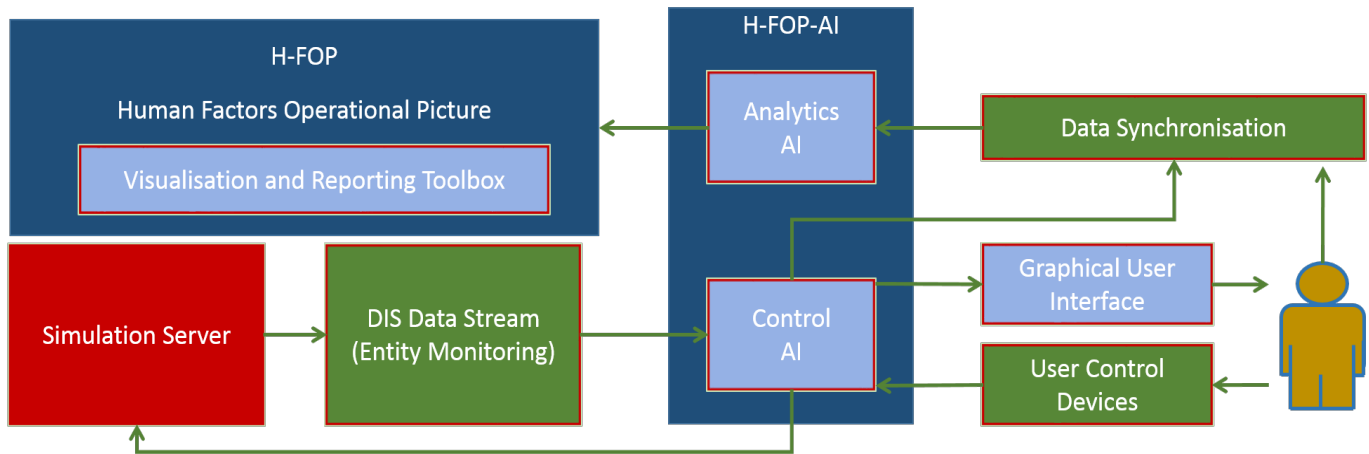 H-FOP
Human Factors Operational Picture
Visualisation and Reporting Toolbox
H-FOP-AI
Analytics
AI
Data Synchronisation
Simulation Server
DIS Data Stream
(Entity Monitoring)
Control
AI
Graphical User
Interface
User Control
Devices